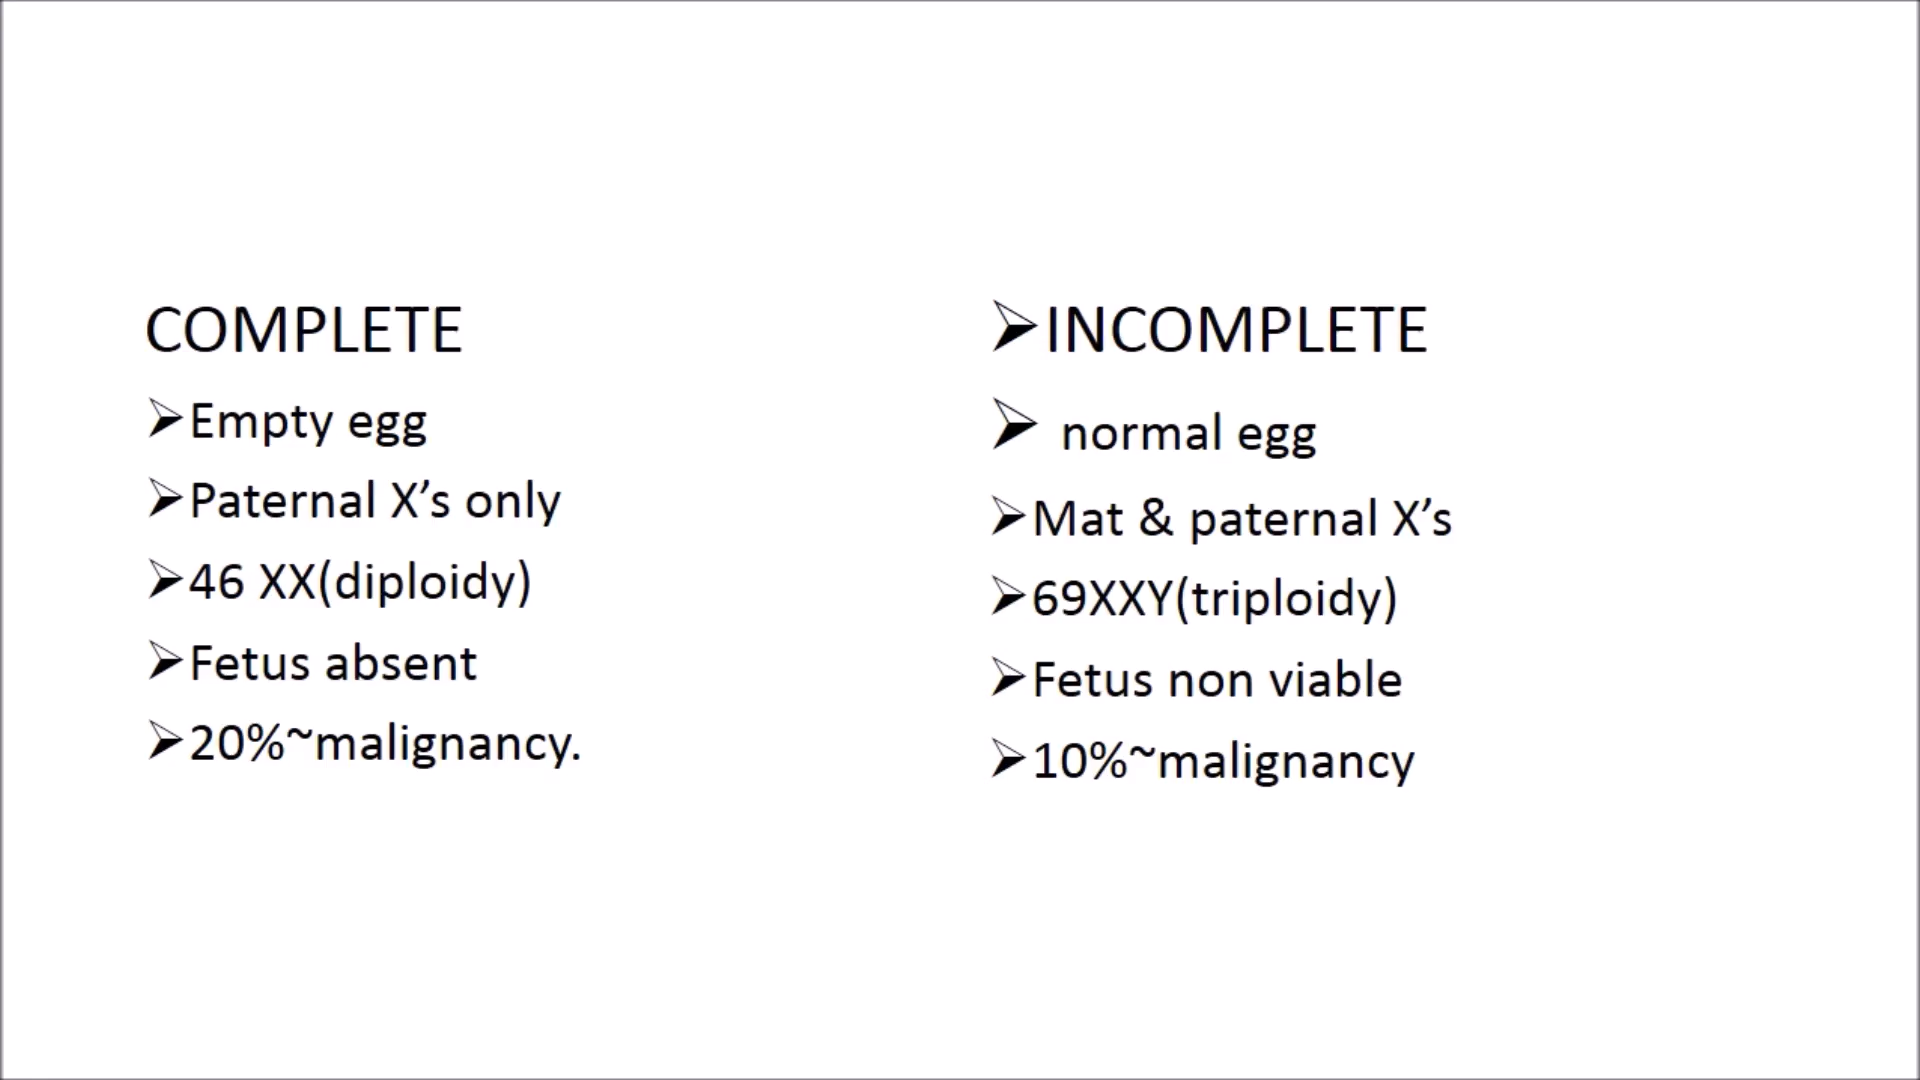 COMPLETE
➢Empty egg
➢Paternal X’s only
➢46 XX(diploidy)
➢Fetus absent
➢20%~malignancy.
➢INCOMPLETE
➢ normal egg
➢Mat & paternal X’s
➢69XXY(triploidy)
➢Fetus non viable
➢10%~malignancy